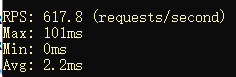 RPS: 617.8 (requests/second)
Max: 101ms
Min: 0ms
Avg: 2.2ms